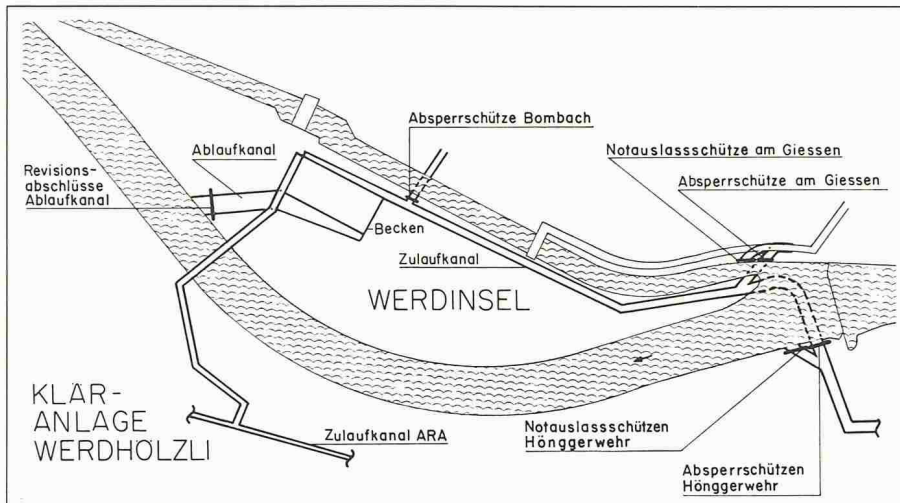 Absperrschütze Bombach
Notauslassschütze am Giessen
Ablaufkanal
Revisions-
abschlüsse
Ablaufkanal
Absperrschütze am Giessen
Becken
Zulaufkanal
WERDINSEL
KLÄR-
ANLAGE
WERDHÖLZLI
Zulaufkanal ARA
Notauslassschützen
Hönggerwehr
Absperrschützen
Hönggerwehr